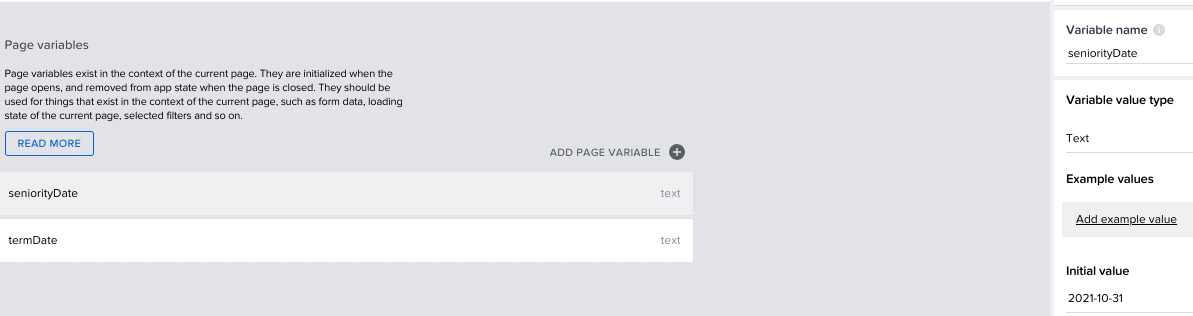 Page variables
Page variables exist in the context of the current page. They are initialized when the
page opens, and removed from app state when the page is closed. They should be
used for things that exist in the context of the current page, such as form data, loading
state of the current page, selected filters and so on.
READ MORE
ADD PAGE VARIABLE
seniorityDate text
termDate text
Variable name
seniorityDate
Variable value type
Text
Example values
Add example value
Initial value
2021-10-31